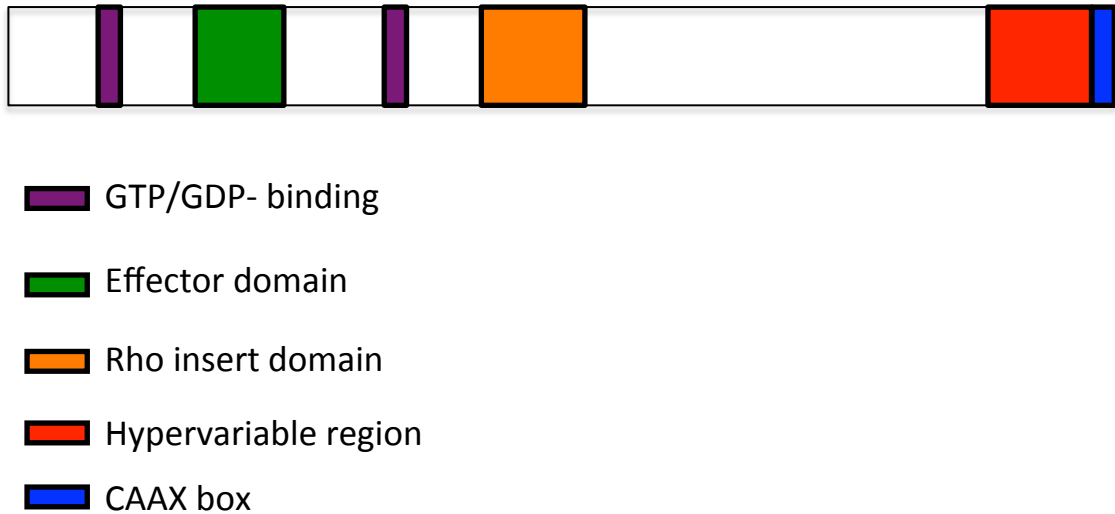 GTP/GDP- binding
Effector domain
Rho insert domain
Hypervariable region
CAAX box